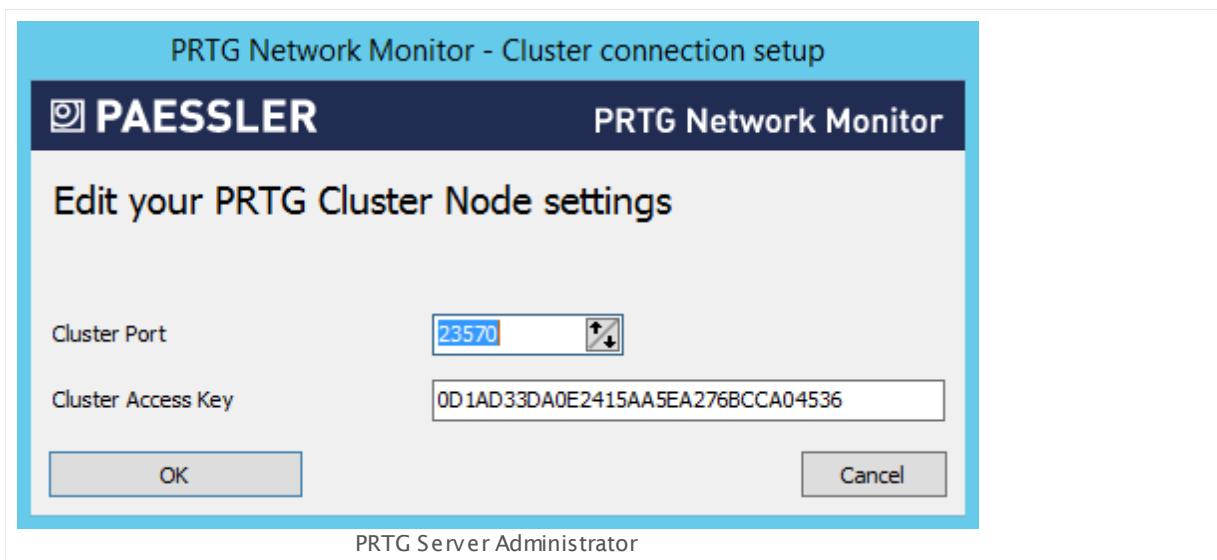 PRTG Network Monitor - Cluster connection setup
PAESSLER PRTG Network Monitor
Edit your PRTG Cluster Node settings
Cluster Port 23570
Cluster Access Key 0D1AD33DA0E2415AA5EA276BCCA04536
OK Cancel
PRTG Server Administrator